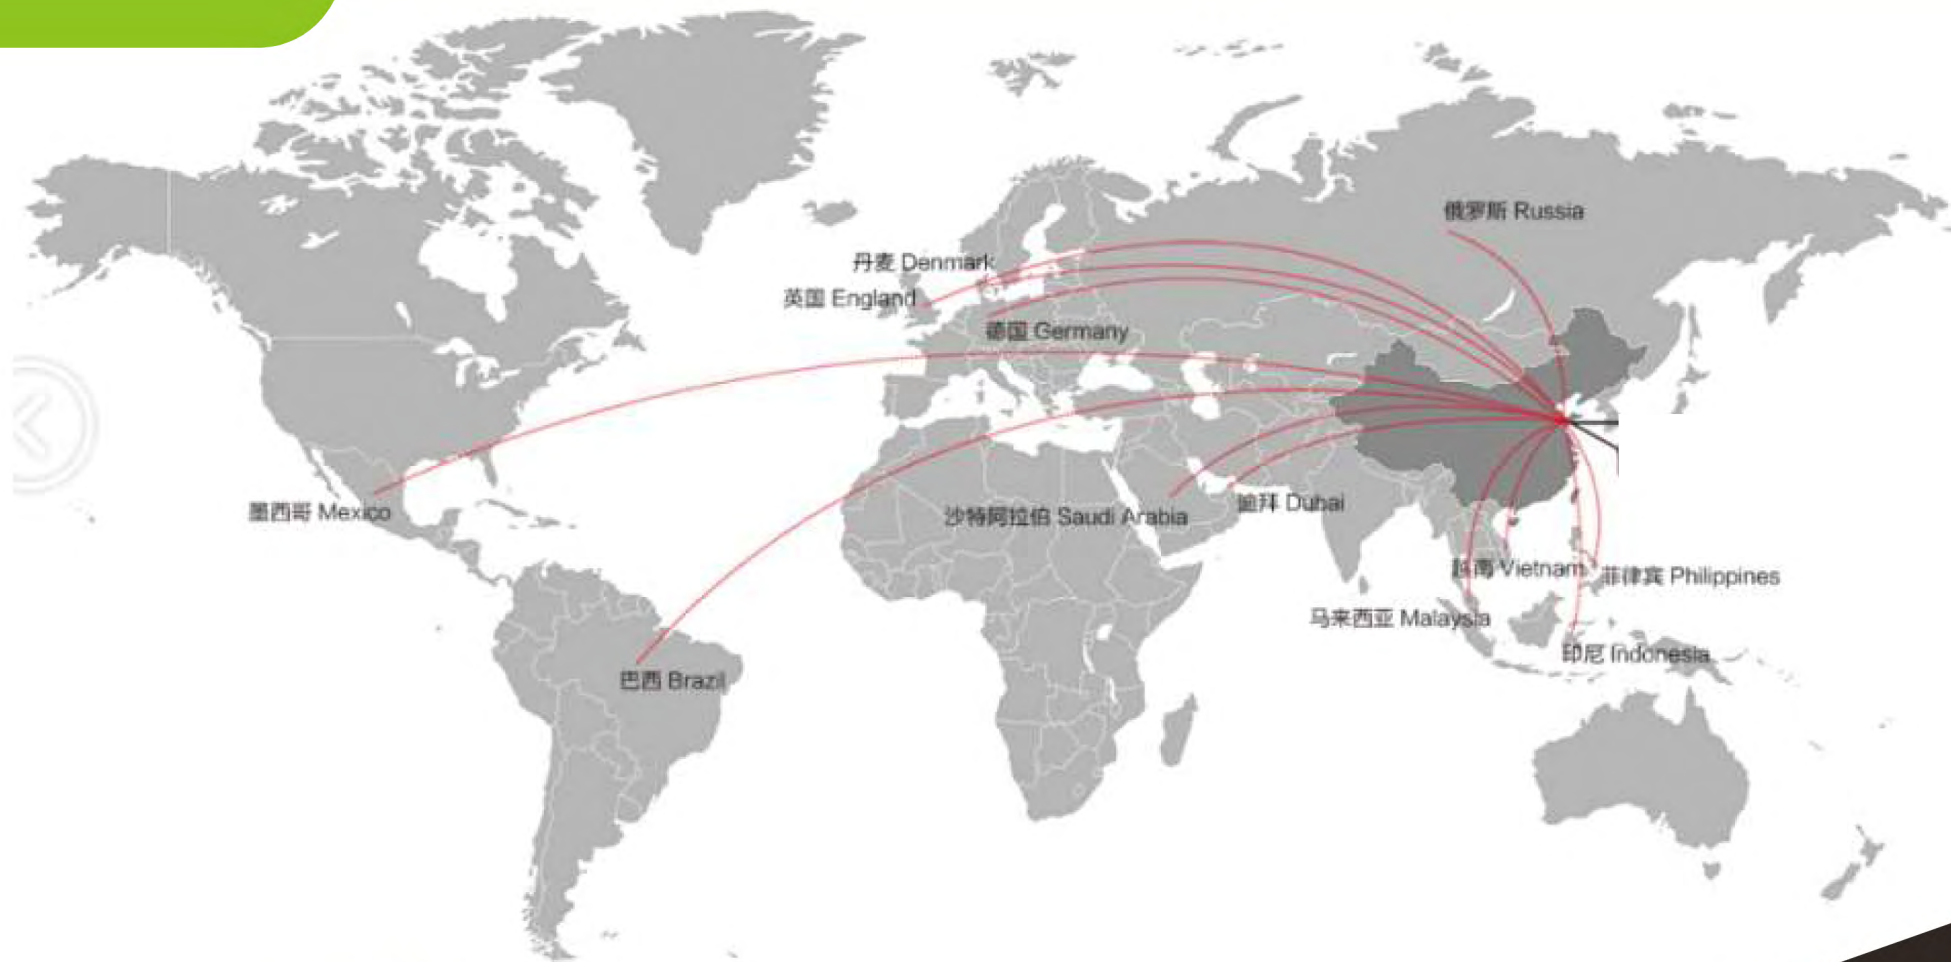 俄罗斯 Russia
丹麦 Denmark
英国 England
德国 Germany
墨西哥 Mexico
沙特阿拉伯 Saudi Arabia
迪拜 Dubai
越南 Vietnam
菲律宾 Philippines
马来西亚 Malaysia
印尼 Indonesia
巴西 Brazil